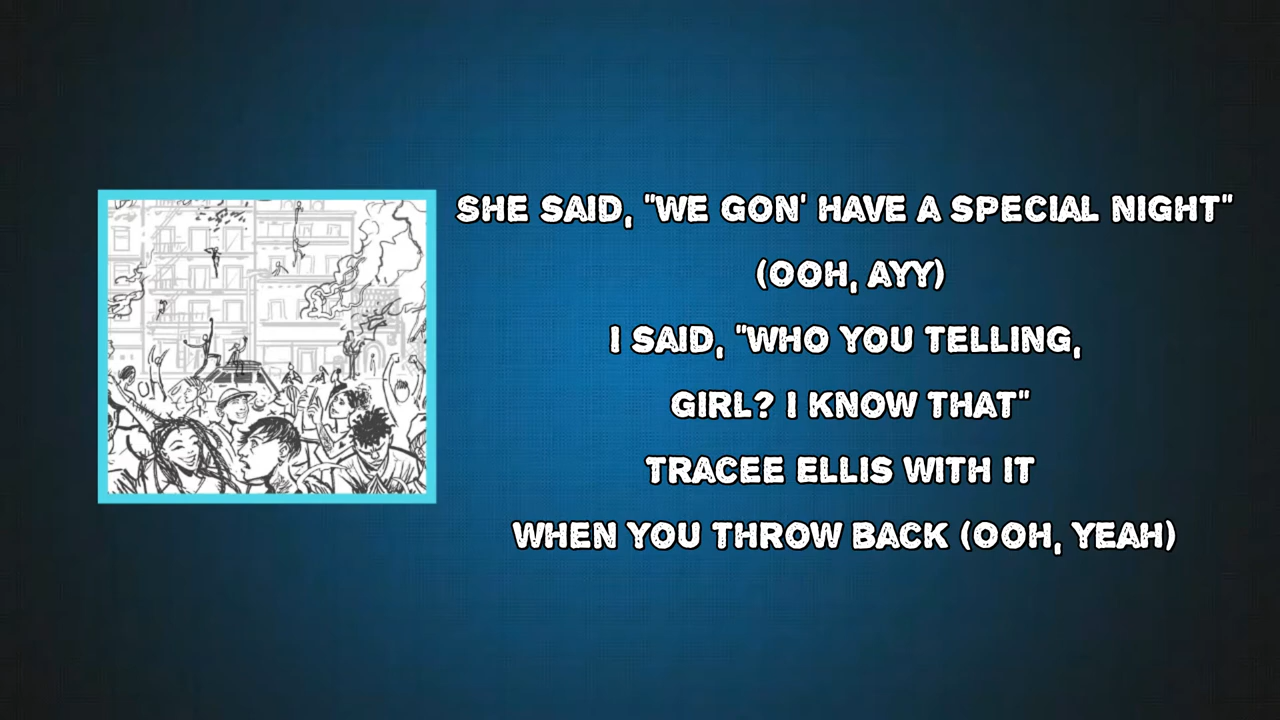 SHE SAID, "WE GON' HAVE A SPECIAL NIGHT"
(OOH, AYY)
I SAID, "WHO YOU TELLING,
GIRL? I KNOW THAT"
TRACEE ELLIS WITH IT
WHEN YOU THROW BACK (OOH, YEAH)